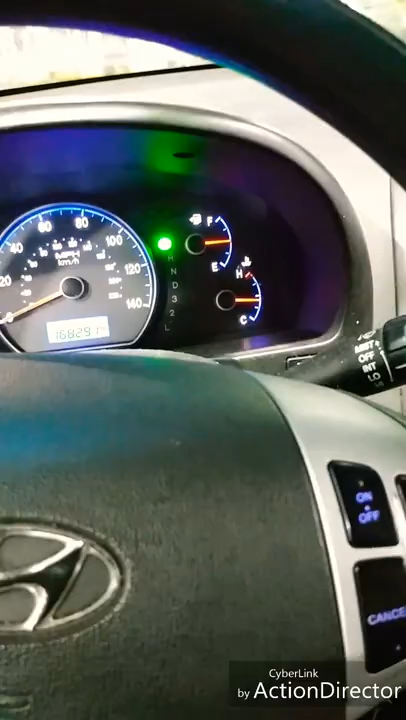 60 80
40 100
20 MPH 120
km/h 140
168291
H
N
D
3
2
L
F
E
H
C
MIST
OFF
INT
LO
ON
OFF
CANCEL
CyberLink
by ActionDirector